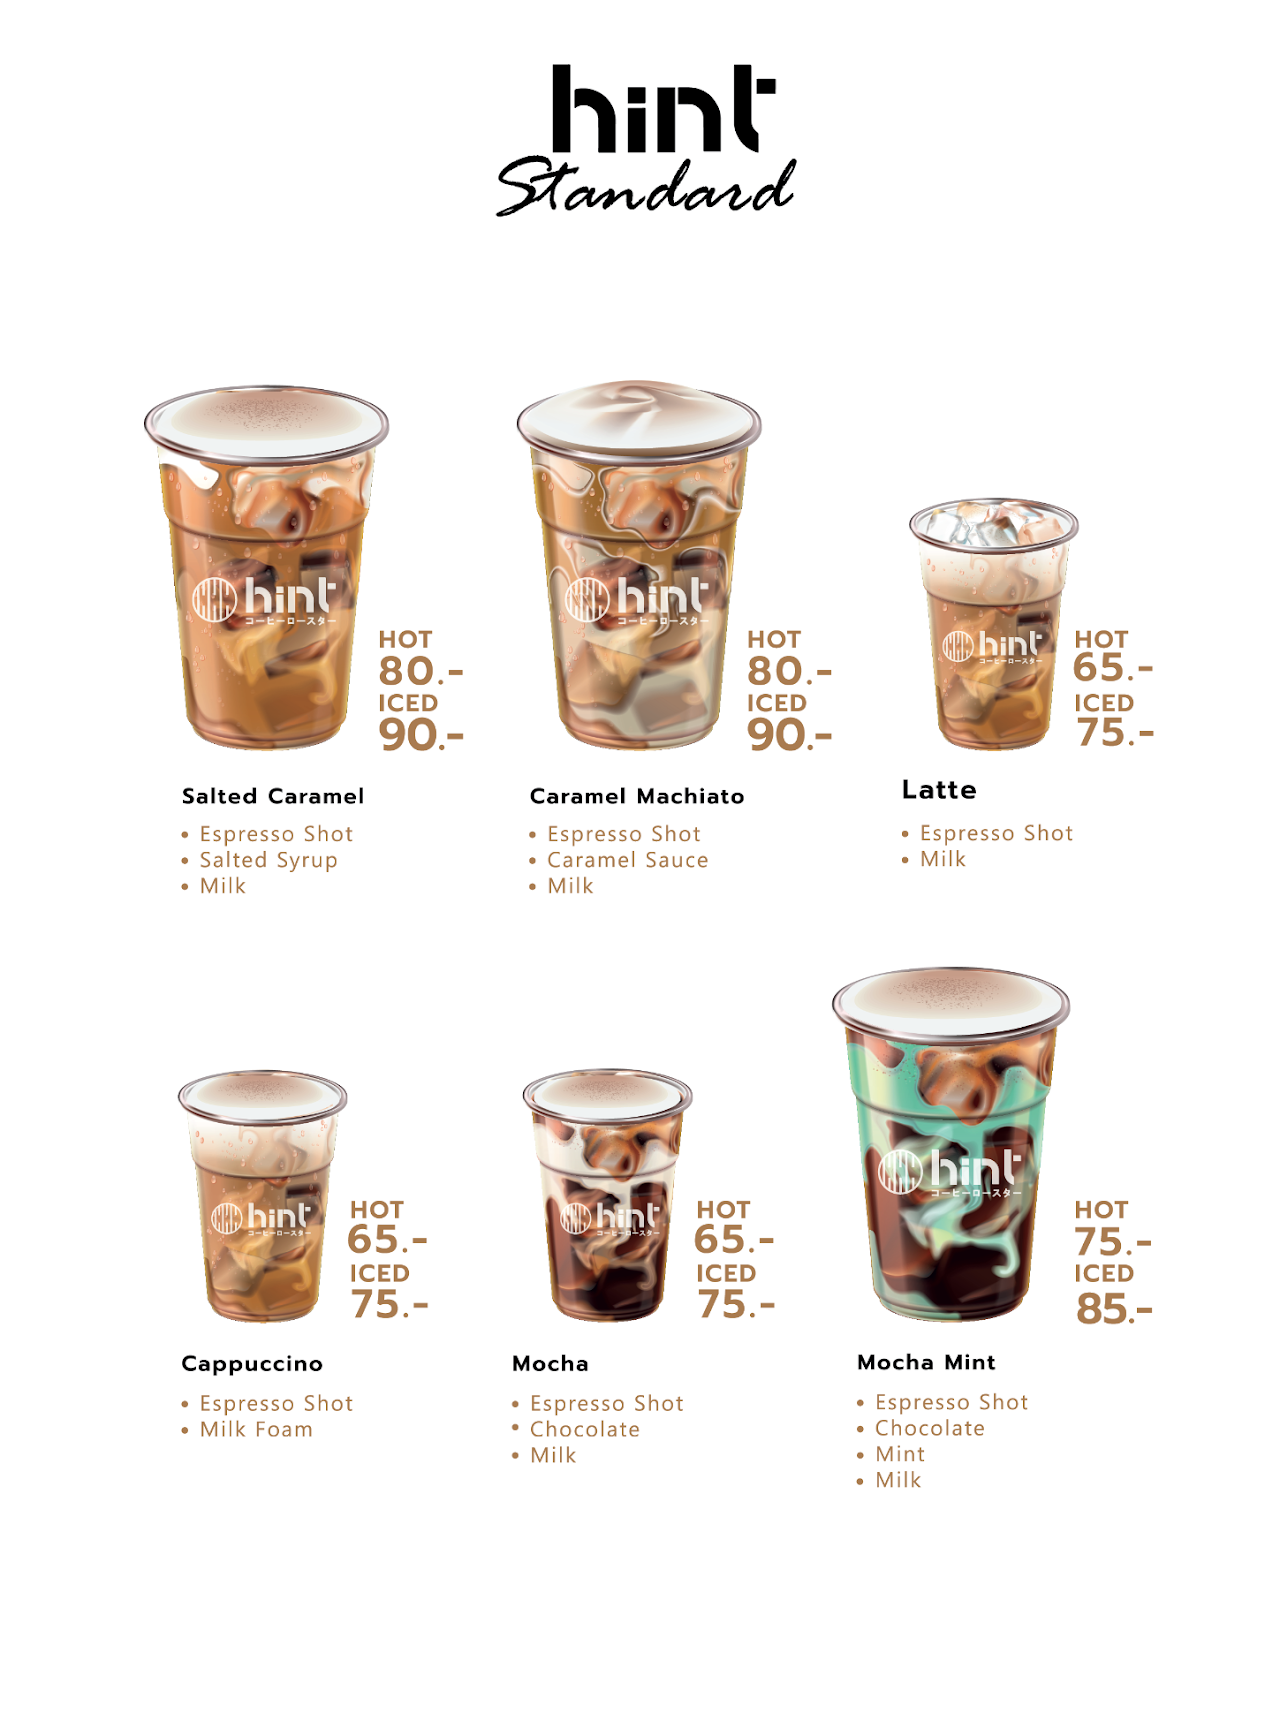 hint
Standard
hint
コーヒーロースター
HOT
80.-
ICED
90.-
Salted Caramel
• Espresso Shot
• Salted Syrup
• Milk
hint
コーヒーロースター
HOT
80.-
ICED
90.-
Caramel Machiato
• Espresso Shot
• Caramel Sauce
• Milk
hint
コーヒーロースター
HOT
65.-
ICED
75.-
Latte
• Espresso Shot
• Milk
hint
コーヒーロースター
HOT
65.-
ICED
75.-
Cappuccino
• Espresso Shot
• Milk Foam
hint
コーヒーロースター
HOT
65.-
ICED
75.-
Mocha
• Espresso Shot
• Chocolate
• Milk
hint
コーヒーロースター
HOT
75.-
ICED
85.-
Mocha Mint
• Espresso Shot
• Chocolate
• Mint
• Milk